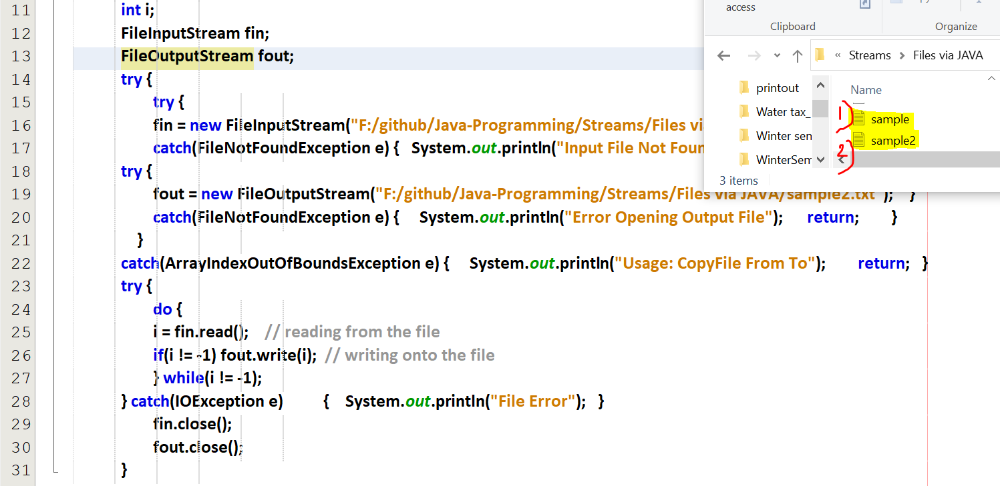 11 int i;
12 FileInputStream fin;
13 FileOutputStream fout;
14 try {
15 try {
16 fin = new FileInputStream("F:/github/Java-Programming/Streams/Files vi
17 catch(FileNotFoundException e) { System.out.println("Input File Not Foun
18 try {
19 fout = new FileOutputStream("F:/github/Java-Programming/Streams/Files via JAVA/sample2.txt"); }
20 catch(FileNotFoundException e) { System.out.println("Error Opening Output File"); return; }
21 }
22 catch(ArrayIndexOutOfBoundsException e) { System.out.println("Usage: CopyFile From To"); return; }
23 try {
24 do {
25 i = fin.read(); // reading from the file
26 if(i != -1) fout.write(i); // writing onto the file
27 } while(i != -1);
28 } catch(IOException e) { System.out.println("File Error"); }
29 fin.close();
30 fout.close();
31 }
access
Clipboard
Organize
« Streams > Files via JAVA
printout
Water tax_
Winter sen
WinterSem
Name
1) sample
2) sample2
3 items